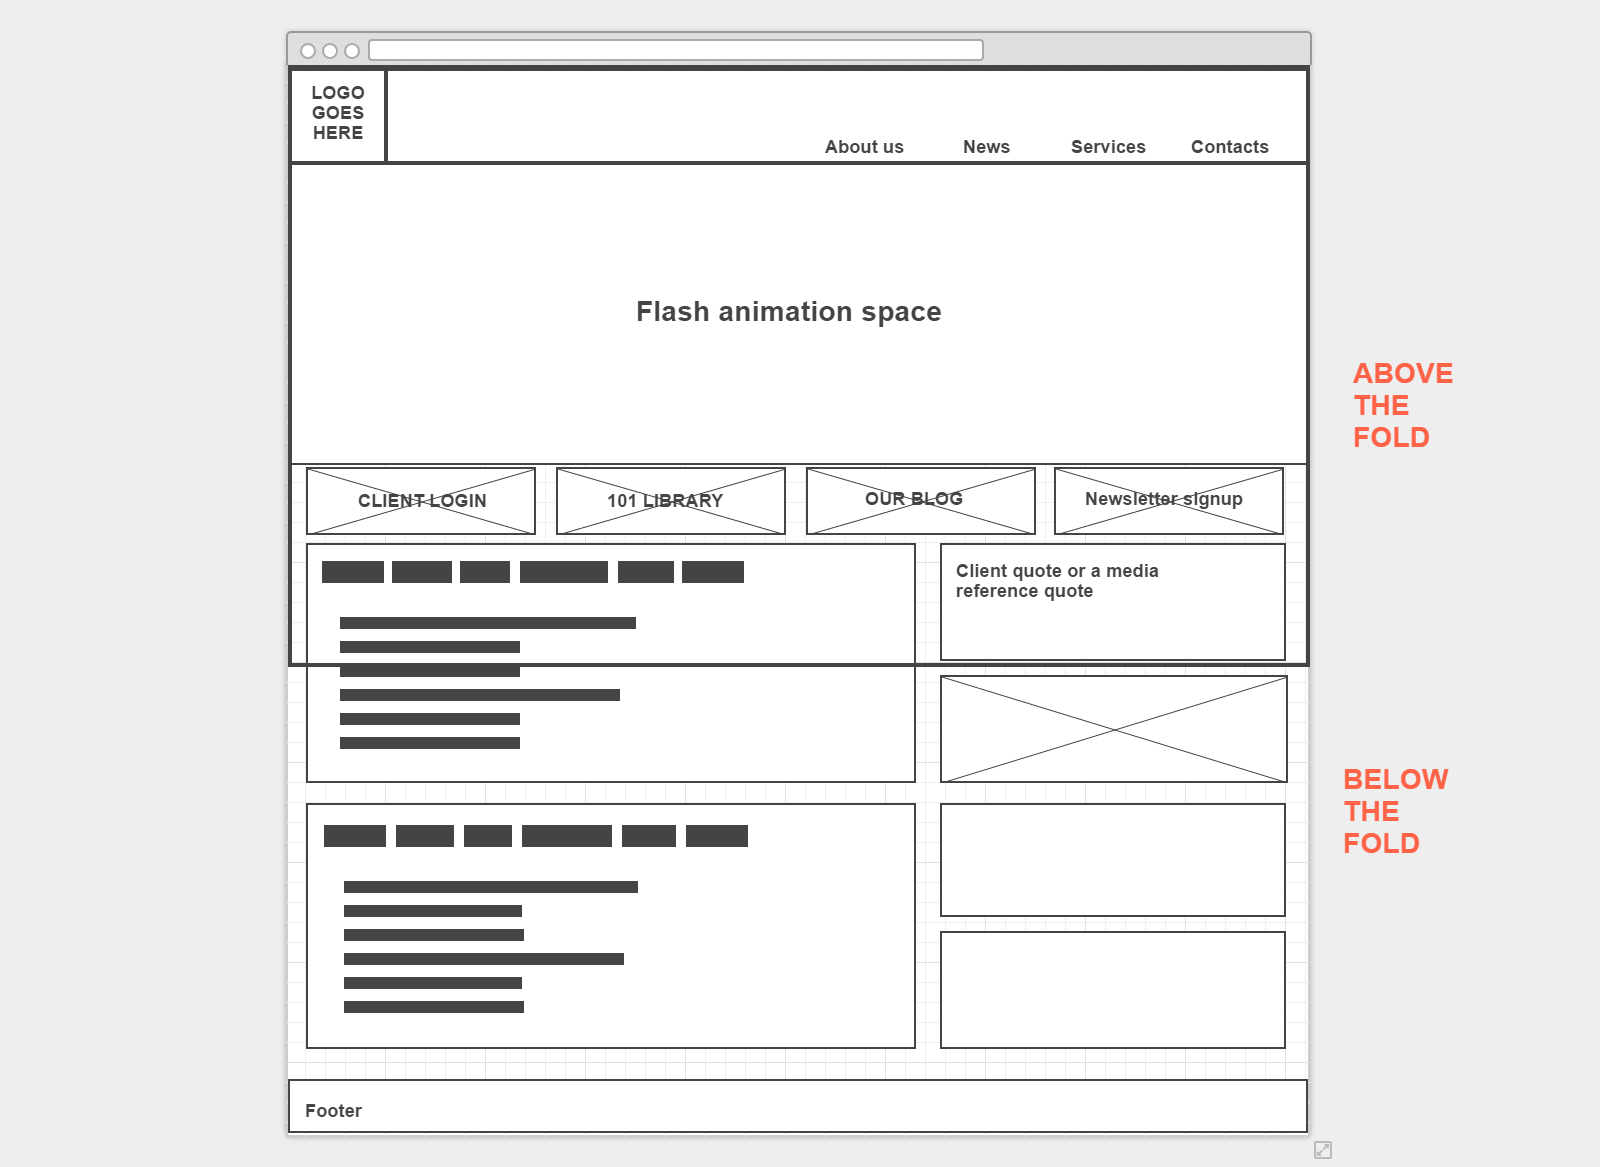 LOGO
GOES
HERE
About us
News
Services
Contacts
Flash animation space
ABOVE
THE
FOLD
CLIENT LOGIN
101 LIBRARY
OUR BLOG
Newsletter signup
Client quote or a media
reference quote
BELOW
THE
FOLD
Footer